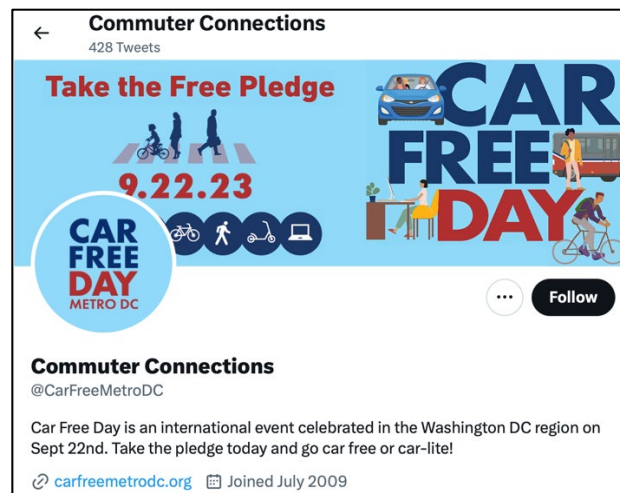 Commuter Connections
428 Tweets
Take the Free Pledge
9.22.23
CAR
FREE
DAY
CAR
FREE
DAY
METRO DC
Follow
Commuter Connections
@CarFreeMetroDC
Car Free Day is an international event celebrated in the Washington DC region on
Sept 22nd. Take the pledge today and go car free or car-lite!
carfreemetrodc.org Joined July 2009